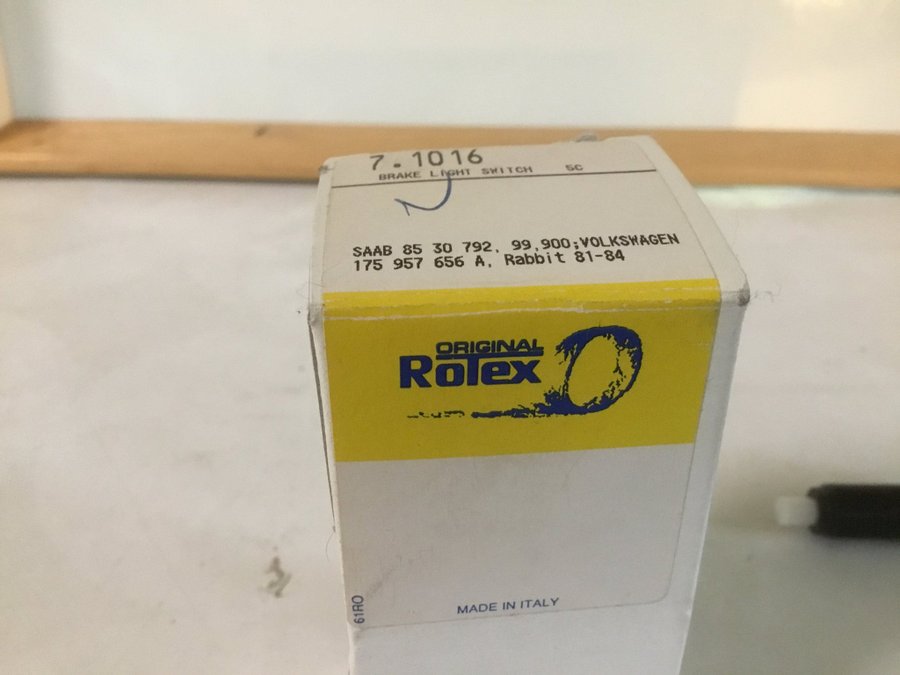 7.1016
BRAKE LIGHT SWITCH 5C
SAAB 85 30 792, 99,900;VOLKSWAGEN
175 957 656 A, Rabbit 81-84
ORIGINAL
RoTex
MADE IN ITALY
61RO